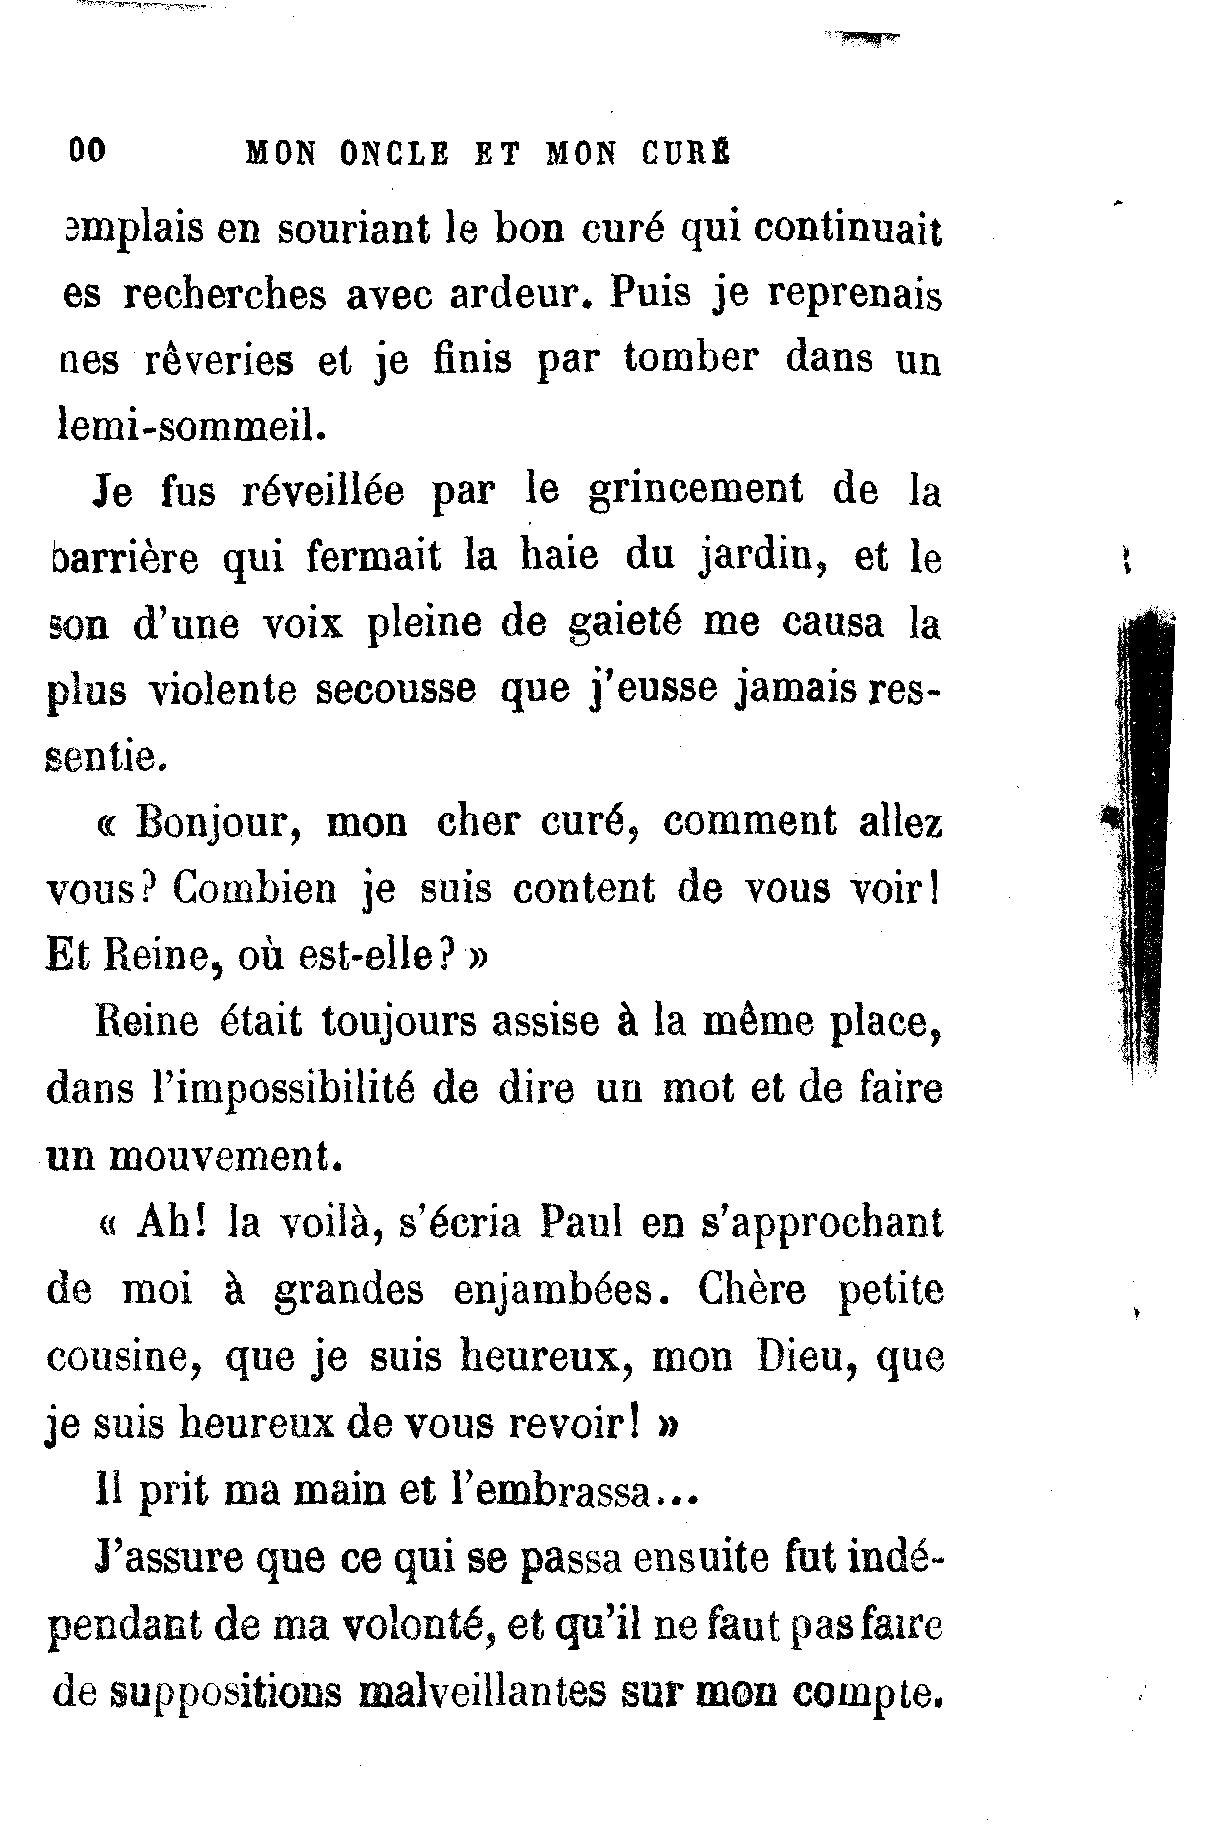 00 MON ONCLE ET MON CURÉ
emplais en souriant le bon curé qui continuait
es recherches avec ardeur. Puis je reprenais
nes rêveries et je finis par tomber dans un
lemi-sommeil.
Je fus réveillée par le grincement de la
barrière qui fermait la haie du jardin, et le
son d'une voix pleine de gaieté me causa la
plus violente secousse que j'eusse jamais res-
sentie.
« Bonjour, mon cher curé, comment allez
vous? Combien je suis content de vous voir!
Et Reine, où est-elle? »
Reine était toujours assise à la même place,
dans l'impossibilité de dire un mot et de faire
un mouvement.
« Ah! la voilà, s'écria Paul en s'approchant
de moi à grandes enjambées. Chère petite
cousine, que je suis heureux, mon Dieu, que
je suis heureux de vous revoir! »
Il prit ma main et l'embrassa...
J'assure que ce qui se passa ensuite fut indé-
pendant de ma volonté, et qu'il ne faut pas faire
de suppositions malveillantes sur mon compte.